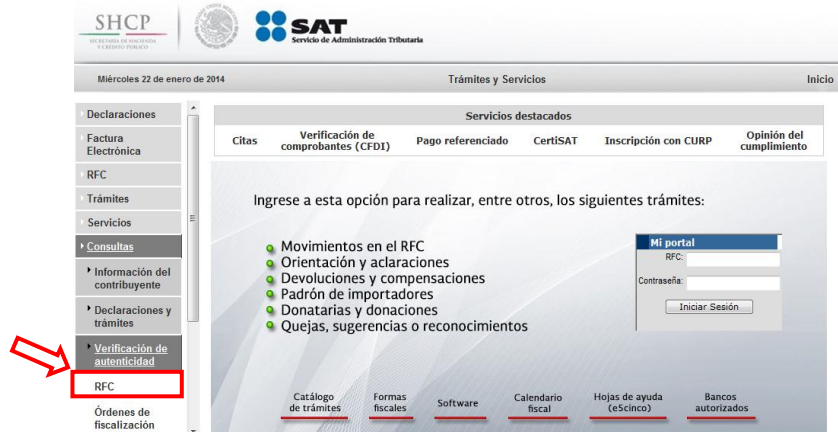 SHCP
SECRETARÍA DE HACIENDA
Y CRÉDITO PÚBLICO
SAT
Servicio de Administración Tributaria
Miércoles 22 de enero de 2014
Trámites y Servicios
Inicio
Declaraciones
Factura
Electrónica
RFC
Trámites
Servicios
Consultas
Información del
contribuyente
Declaraciones y
trámites
Verificación de
autenticidad
RFC
Órdenes de
fiscalización
Servicios destacados
Citas
Verificación de
comprobantes (CFDI)
Pago referenciado
CertiSAT
Inscripción con CURP
Opinión del
cumplimiento
Ingrese a esta opción para realizar, entre otros, los siguientes trámites:
Movimientos en el RFC
Orientación y aclaraciones
Devoluciones y compensaciones
Padrón de importadores
Donatarias y donaciones
Quejas, sugerencias o reconocimientos
Mi portal
RFC:
Contraseña:
Iniciar Sesión
Catálogo
de trámites
Formas
fiscales
Software
Calendario
fiscal
Hojas de ayuda
(e5cinco)
Bancos
autorizados